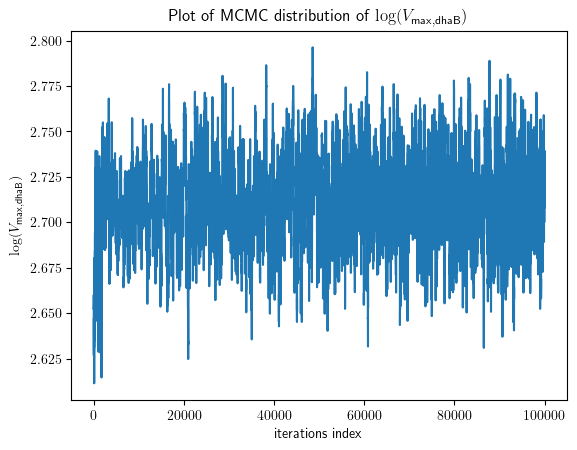 Plot of MCMC distribution of log(V_max,dhaB)
2.800
2.775
2.750
2.725
2.700
2.675
2.650
2.625
log(V_max,dhaB)
0 20000 40000 60000 80000 100000
iterations index